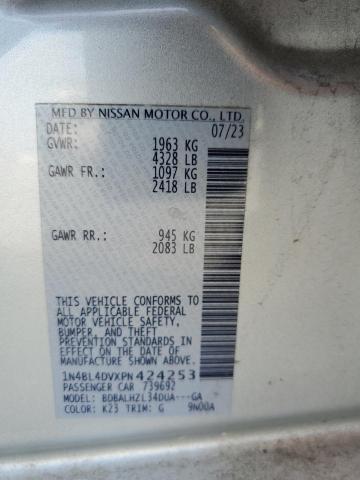 MFD BY NISSAN MOTOR CO., LTD.
DATE: 07/23
GVWR: 1963 KG
4328 LB
GAWR FR.: 1097 KG
2418 LB
GAWR RR.: 945 KG
2083 LB
THIS VEHICLE CONFORMS TO
ALL APPLICABLE FEDERAL
MOTOR VEHICLE SAFETY,
BUMPER, AND THEFT
PREVENTION STANDARDS
IN EFFECT ON THE DATE OF
MANUFACTURE SHOWN ABOVE.
1N4BL4DVXPN424253
PASSENGER CAR 739692
MODEL: BDBALHZL34DUA---GA
COLOR: K23 TRIM: G 9N00A